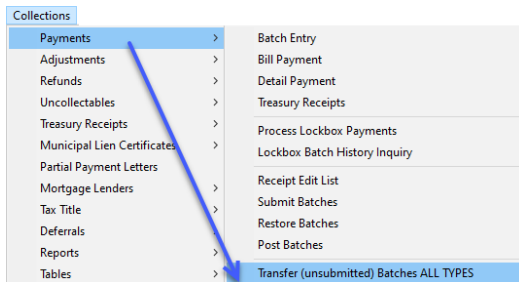 Collections
Payments
Adjustments
Refunds
Uncollectables
Treasury Receipts
Municipal Lien Certificates
Partial Payment Letters
Mortgage Lenders
Tax Title
Deferrals
Reports
Tables
Batch Entry
Bill Payment
Detail Payment
Treasury Receipts
Process Lockbox Payments
Lockbox Batch History Inquiry
Receipt Edit List
Submit Batches
Restore Batches
Post Batches
Transfer (unsubmitted) Batches ALL TYPES